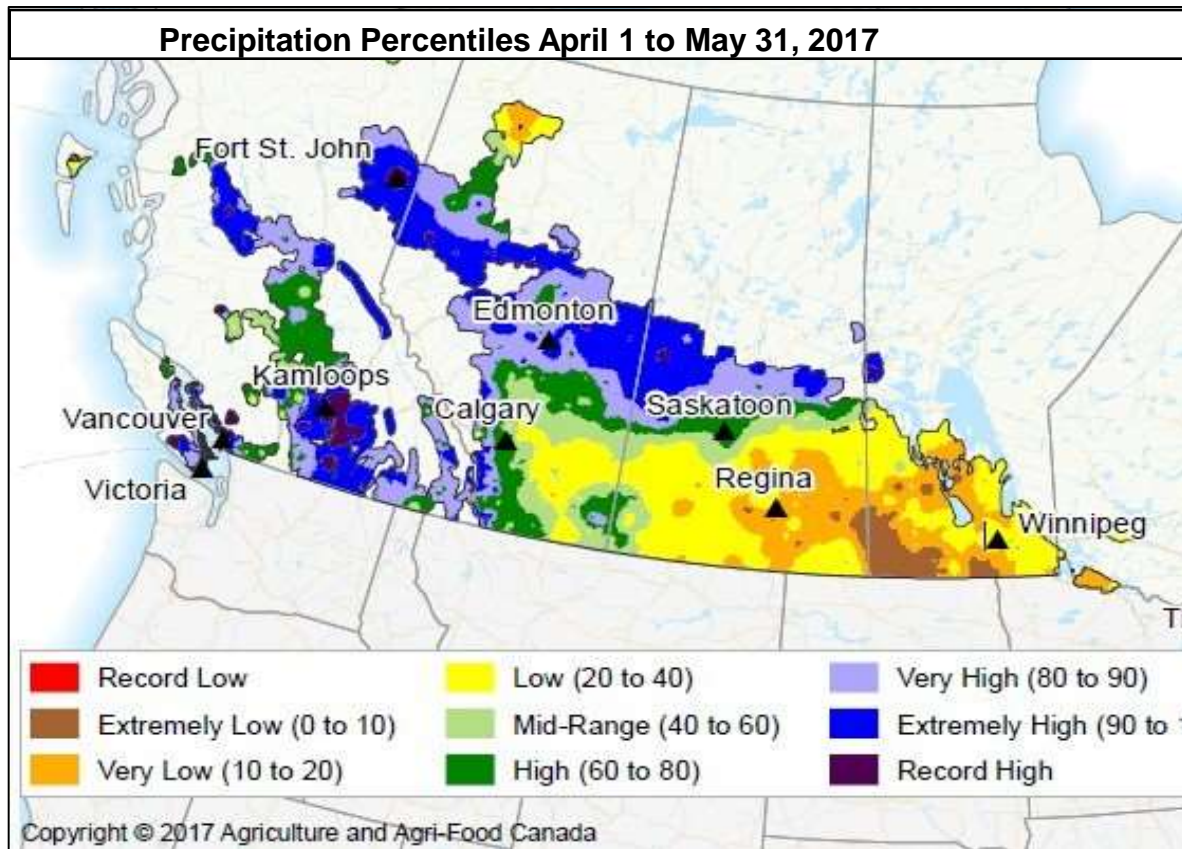 Precipitation Percentiles April 1 to May 31, 2017
Fort St. John
Edmonton
Kamloops
Vancouver
Calgary
Saskatoon
Victoria
Regina
Winnipeg
Record Low
Extremely Low (0 to 10)
Very Low (10 to 20)
Low (20 to 40)
Mid-Range (40 to 60)
High (60 to 80)
Very High (80 to 90)
Extremely High (90 to
Record High
Copyright © 2017 Agriculture and Agri-Food Canada